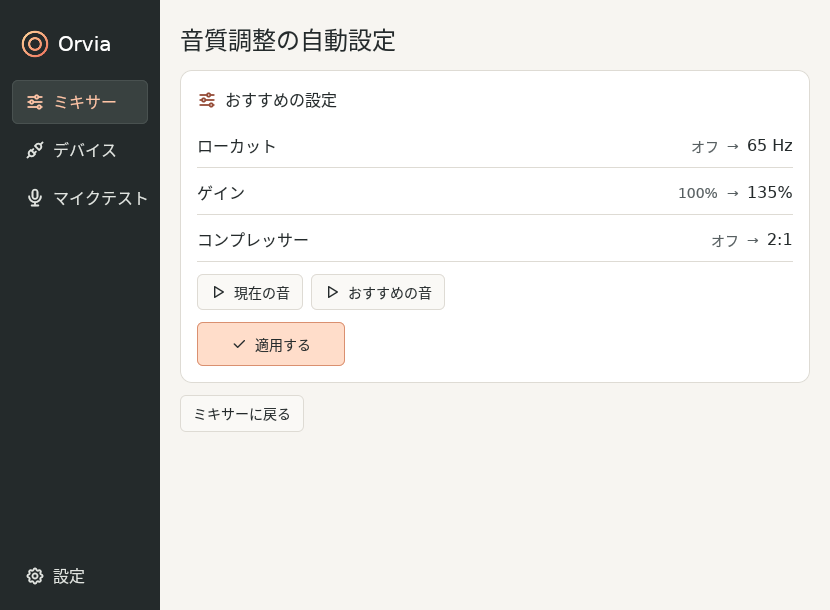 Orvia
ミキサー
デバイス
マイクテスト
設定
音質調整の自動設定
おすすめの設定
ローカット オフ → 65 Hz
ゲイン 100% → 135%
コンプレッサー オフ → 2:1
現在の音 おすすめの音
適用する
ミキサーに戻る